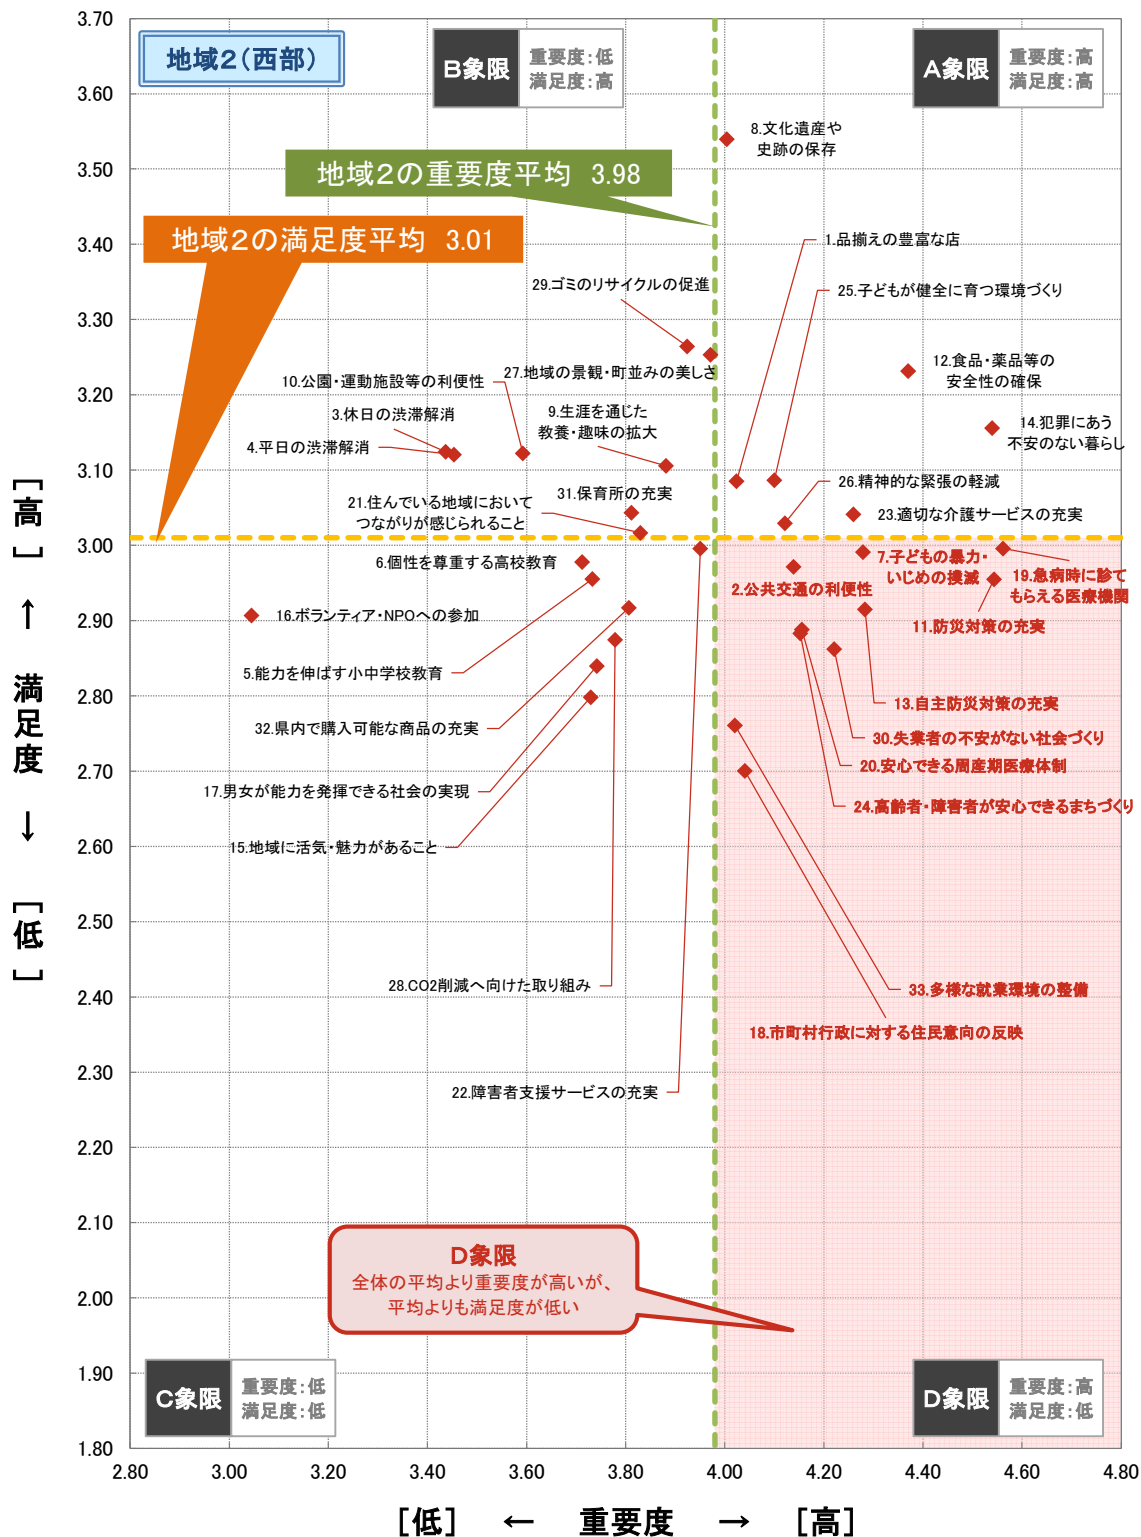 地域2（西部）
B象限
重要度：低
満足度：高
A象限
重要度：高
満足度：高
地域2の重要度平均 3.98
地域2の満足度平均 3.01
8.文化遺産や
史跡の保存
1.品揃えの豊富な店
29.ゴミのリサイクルの促進
25.子どもが健全に育つ環境づくり
27.地域の景観・町並みの美しさ
12.食品・薬品等の
安全性の確保
10.公園・運動施設等の利便性
3.休日の渋滞解消
9.生涯を通じた
教養・趣味の拡大
14.犯罪にあう
不安のない暮らし
4.平日の渋滞解消
26.精神的な緊張の軽減
31.保育所の充実
21.住んでいる地域において
つながりが感じられること
23.適切な介護サービスの充実
6.個性を尊重する高校教育
7.子どもの暴力・
いじめの撲滅
2.公共交通の利便性
19.急病時に診て
もらえる医療機関
16.ボランティア・NPOへの参加
11.防災対策の充実
5.能力を伸ばす小中学校教育
13.自主防災対策の充実
32.県内で購入可能な商品の充実
30.失業者の不安がない社会づくり
20.安心できる周産期医療体制
17.男女が能力を発揮できる社会の実現
24.高齢者・障害者が安心できるまちづくり
15.地域に活気・魅力があること
28.CO2削減へ向けた取り組み
33.多様な就業環境の整備
18.市町村行政に対する住民意向の反映
22.障害者支援サービスの充実
D象限
全体の平均より重要度が高いが、
平均よりも満足度が低い
C象限
重要度：低
満足度：低
D象限
重要度：高
満足度：低
3.70
3.60
3.50
3.40
3.30
3.20
3.10
3.00
2.90
2.80
2.70
2.60
2.50
2.40
2.30
2.20
2.10
2.00
1.90
1.80
2.80 3.00 3.20 3.40 3.60 3.80 4.00 4.20 4.40 4.60 4.80
[高] ↑ 満足度 ↓ [低]
[低] ← 重要度 → [高]